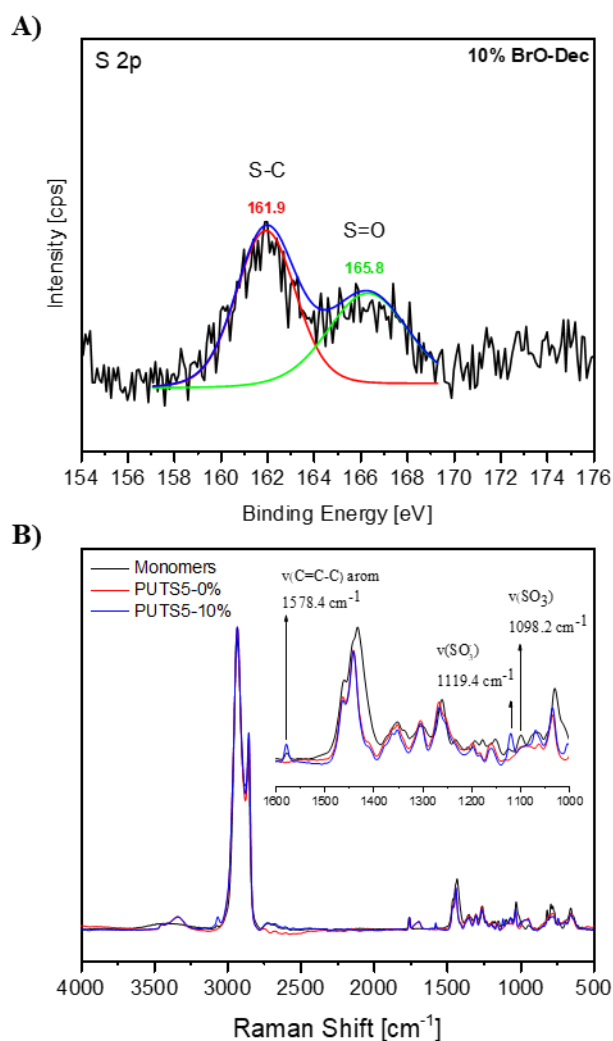 A)
S 2p
10% BrO-Dec
S-C
161.9
S=O
165.8
Intensity [cps]
154 156 158 160 162 164 166 168 170 172 174 176
Binding Energy [eV]
B)
Monomers
PUTS5-0%
PUTS5-10%
ν(C=C-C) arom
1578.4 cm⁻¹
ν(SO₃)
1098.2 cm⁻¹
ν(SO₃⁻)
1119.4 cm⁻¹
1600 1500 1400 1300 1200 1100 1000
4000 3500 3000 2500 2000 1500 1000 500
Raman Shift [cm⁻¹]